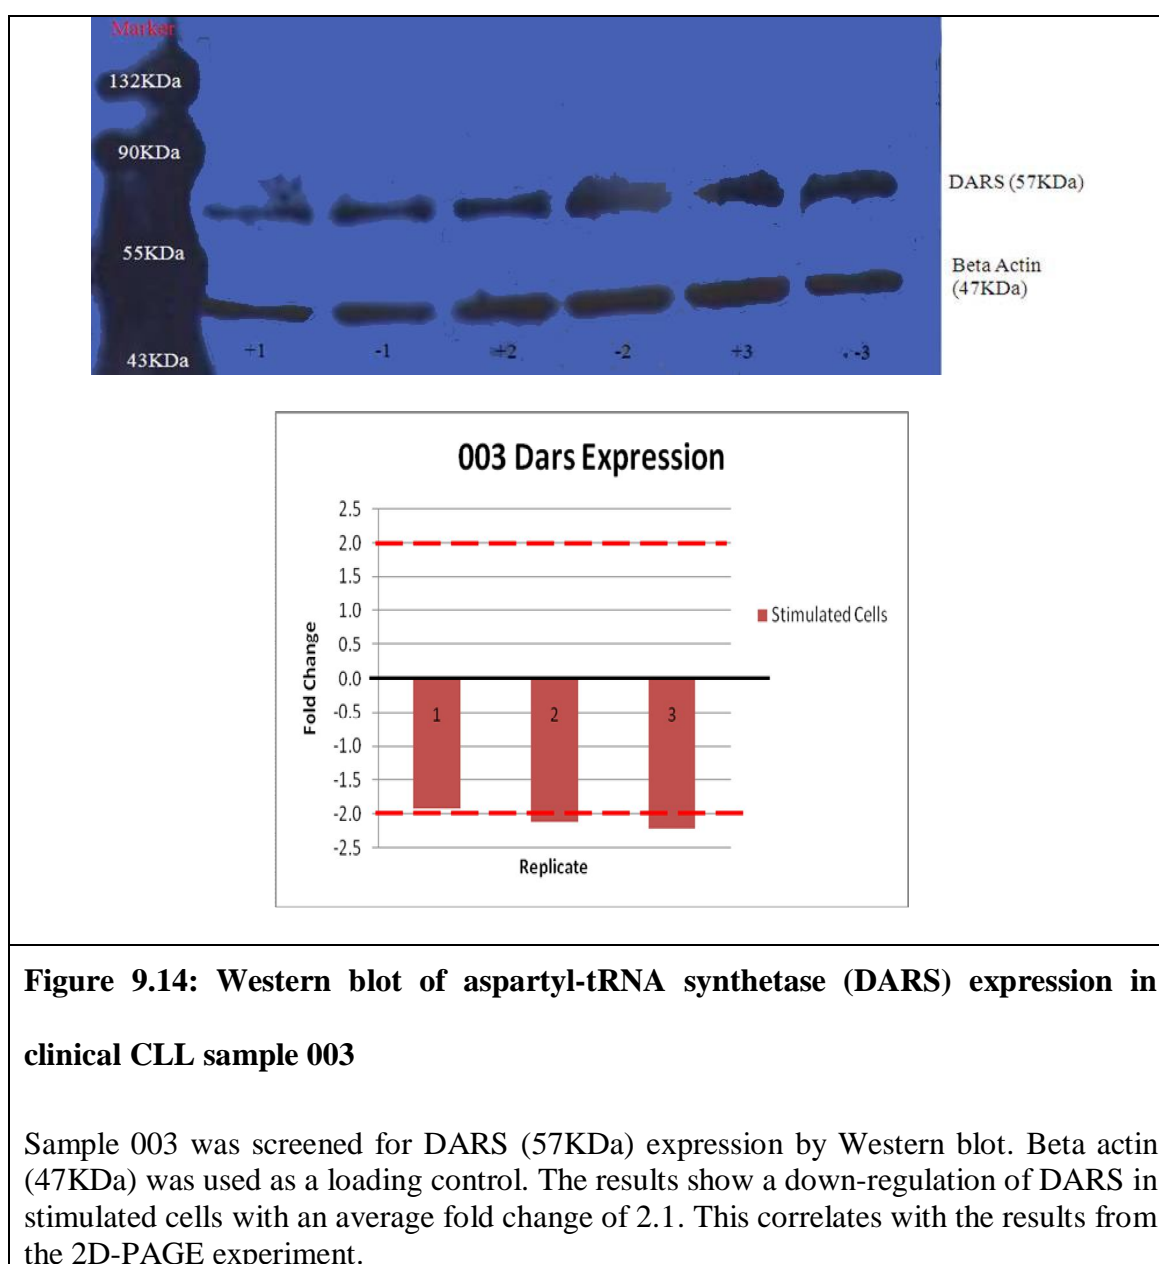 Marker
132KDa
90KDa
DARS (57KDa)
55KDa
Beta Actin
(47KDa)
43KDa
+1 -1 +2 -2 +3 -3
003 Dars Expression
2.5
2.0
1.5
1.0
0.5
0.0
-0.5
-1.0
-1.5
-2.0
-2.5
Fold Change
1 2 3
Stimulated Cells
Replicate
Figure 9.14: Western blot of aspartyl-tRNA synthetase (DARS) expression in
clinical CLL sample 003
Sample 003 was screened for DARS (57KDa) expression by Western blot. Beta actin
(47KDa) was used as a loading control. The results show a down-regulation of DARS in
stimulated cells with an average fold change of 2.1. This correlates with the results from
the 2D-PAGE experiment.